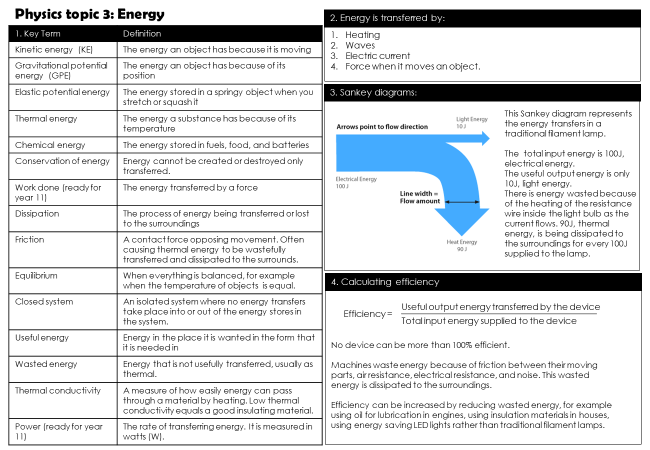 Physics topic 3: Energy
1. Key Term
Definition
Kinetic energy (KE)
The energy an object has because it is moving
Gravitational potential
energy (GPE)
The energy an object has because of its
position
Elastic potential energy
The energy stored in a springy object when you
stretch or squash it
Thermal energy
The energy a substance has because of its
temperature
Chemical energy
The energy stored in fuels, food, and batteries
Conservation of energy
Energy cannot be created or destroyed only
transferred.
Work done (ready for
year 11)
The energy transferred by a force
Dissipation
The process of energy being transferred or lost
to the surroundings
Friction
A contact force opposing movement. Often
causing thermal energy to be wastefully
transferred and dissipated to the surrounds.
Equilibrium
When everything is balanced, for example
when the temperature of objects is equal.
Closed system
An isolated system where no energy transfers
take place into or out of the energy stores in
the system.
Useful energy
Energy in the place it is wanted in the form that
it is needed in
Wasted energy
Energy that is not usefully transferred, usually as
thermal.
Thermal conductivity
A measure of how easily energy can pass
through a material by heating. Low thermal
conductivity equals a good insulating material.
Power (ready for year
11)
The rate of transferring energy. It is measured in
watts (W).
2. Energy is transferred by:
1. Heating
2. Waves
3. Electric current
4. Force when it moves an object.
3. Sankey diagrams:
Arrows point to flow direction
Light Energy
10 J
Electrical Energy
100 J
Line width =
Flow amount
Heat Energy
90 J
This Sankey diagram represents
the energy transfers in a
traditional filament lamp.
The total input energy is 100J,
electrical energy.
The useful output energy is only
10J, light energy.
There is energy wasted because
of the heating of the resistance
wire inside the light bulb as the
current flows. 90J, thermal
energy, is being dissipated to
the surroundings for every 100J
supplied to the lamp.
4. Calculating efficiency
Efficiency = Useful output energy transferred by the device
Total input energy supplied to the device
No device can be more than 100% efficient.
Machines waste energy because of friction between their moving
parts, air resistance, electrical resistance, and noise. This wasted
energy is dissipated to the surroundings.
Efficiency can be increased by reducing wasted energy, for example
using oil for lubrication in engines, using insulation materials in houses,
using energy saving LED lights rather than traditional filament lamps.